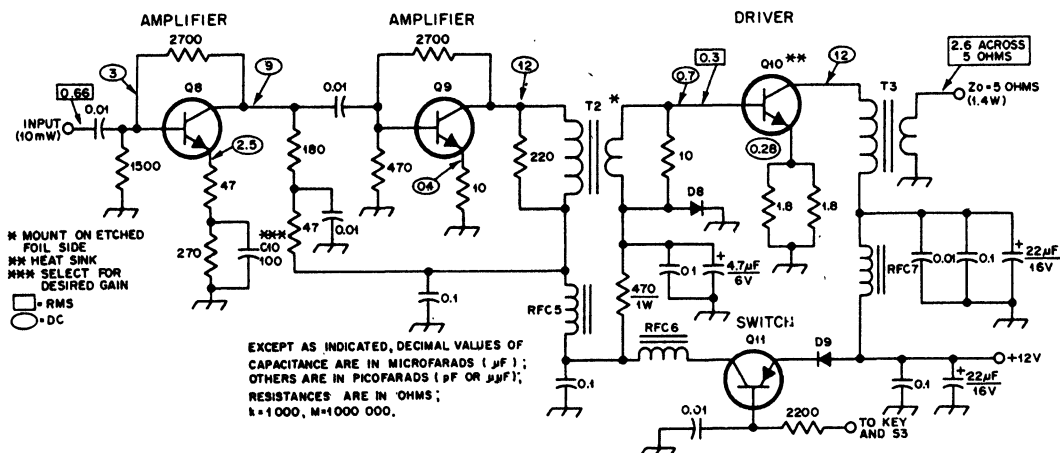 AMPLIFIER
AMPLIFIER
DRIVER
2700
2700
12
0.3
Q10**
12
2.6 ACROSS
5 OHMS
3
9
0.7
Q8
Q9
T2
*
T3
0.66
0.01
0.01
Zo=5 OHMS
(1.4W)
INPUT
(10mW)
1500
2.5
180
470
04
10
220
10
0.28
47
D8
1.8
1.8
* MOUNT ON ETCHED
FOIL SIDE
** HEAT SINK
*** SELECT FOR
DESIRED GAIN
= RMS
= DC
270
***
C10
100
47
0.01
0.1
RFC5
470
1W
0.1
+
4.7µF
6V
RFC7
0.01
0.1
+
22µF
16V
RFC6
SWITCH
Q11
D9
+12V
EXCEPT AS INDICATED, DECIMAL VALUES OF
CAPACITANCE ARE IN MICROFARADS (µF);
OTHERS ARE IN PICOFARADS (pF OR µµF);
RESISTANCES ARE IN OHMS;
k=1000, M=1000 000.
0.1
0.01
2200
TO KEY
AND S3
0.1
+
22µF
16V